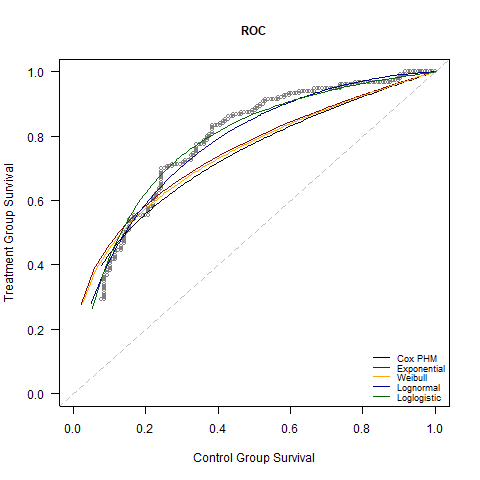 ROC
Treatment Group Survival
1.0
0.8
0.6
0.4
0.2
0.0
0.0 0.2 0.4 0.6 0.8 1.0
Control Group Survival
Cox PHM
Exponential
Weibull
Lognormal
Loglogistic